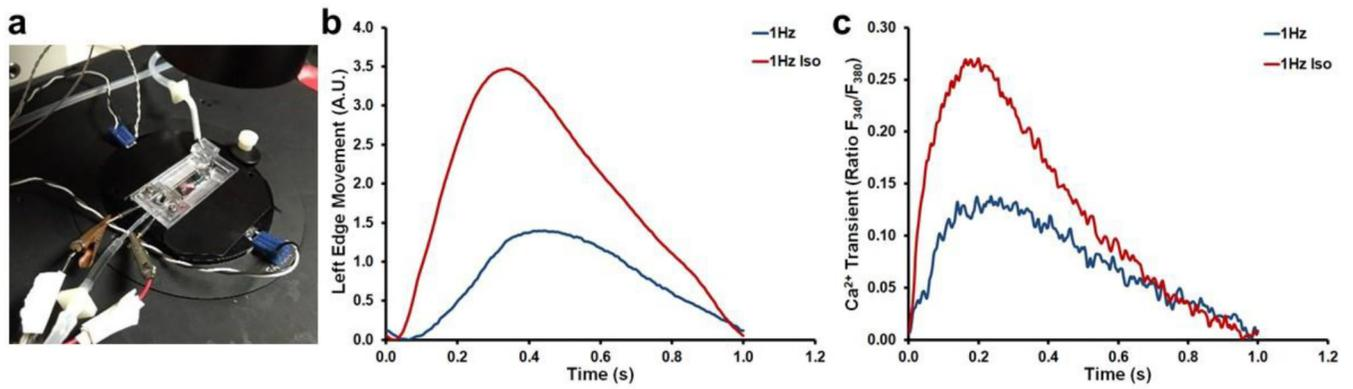 a
b
4.0
3.5
3.0
2.5
2.0
1.5
1.0
0.5
0.0
Left Edge Movement (A.U.)
0.0 0.2 0.4 0.6 0.8 1.0 1.2
Time (s)
1Hz
1Hz Iso
c
0.30
0.25
0.20
0.15
0.10
0.05
0.00
Ca²⁺ Transient (Ratio F₃₄₀/F₃₈₀)
0.0 0.2 0.4 0.6 0.8 1.0 1.2
Time (s)
1Hz
1Hz Iso